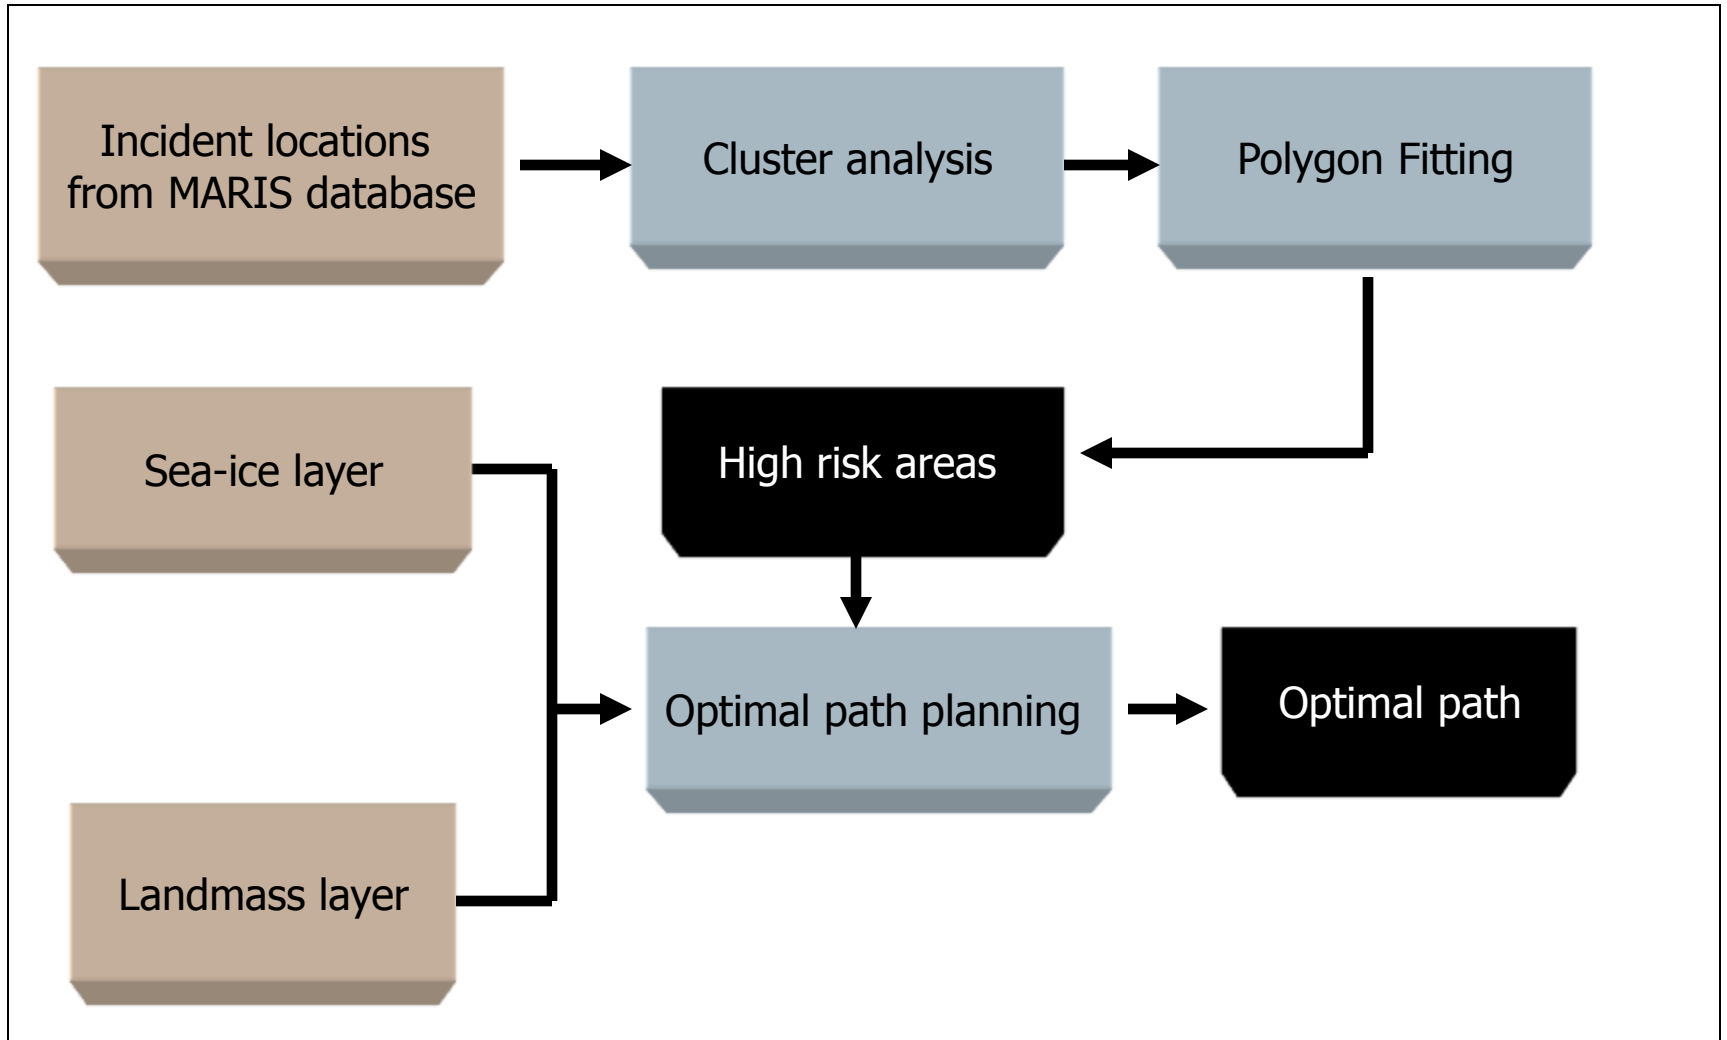 Incident locations
from MARIS database
Cluster analysis
Polygon Fitting
Sea-ice layer
High risk areas
Optimal path planning
Optimal path
Landmass layer